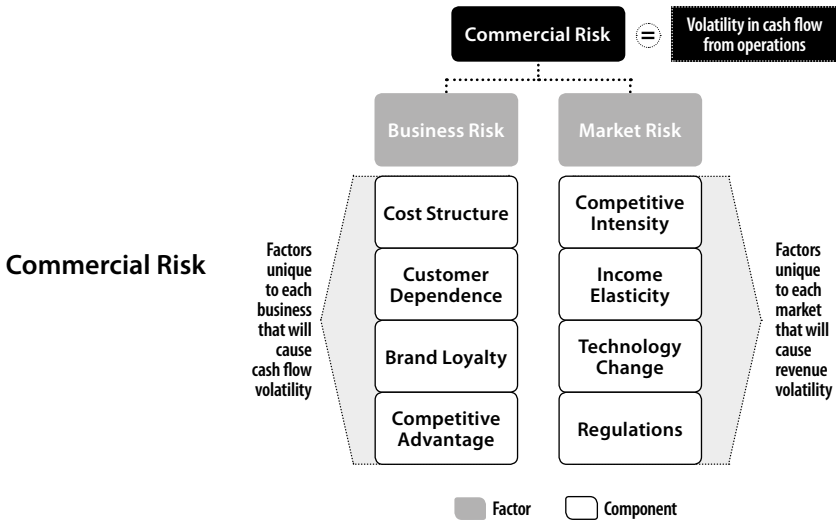 Commercial Risk
=
Volatility in cash flow
from operations
Business Risk
Market Risk
Cost Structure
Competitive
Intensity
Customer
Dependence
Income
Elasticity
Brand Loyalty
Technology
Change
Competitive
Advantage
Regulations
Commercial Risk
Factors
unique
to each
business
that will
cause
cash flow
volatility
Factors
unique
to each
market
that will
cause
revenue
volatility
Factor
Component